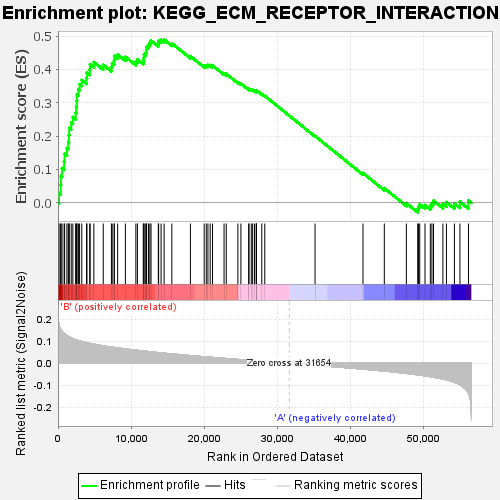 Enrichment plot: KEGG_ECM_RECEPTOR_INTERACTION
Enrichment score (ES)
0.5
0.4
0.3
0.2
0.1
0.0
'B' (positively correlated)
Ranked list metric (Signal2Noise)
0.2
0.1
0.0
-0.1
-0.2
Zero cross at 31654
'A' (negatively correlated)
0 10,000 20,000 30,000 40,000 50,000
Rank in Ordered Dataset
Enrichment profile Hits Ranking metric scores